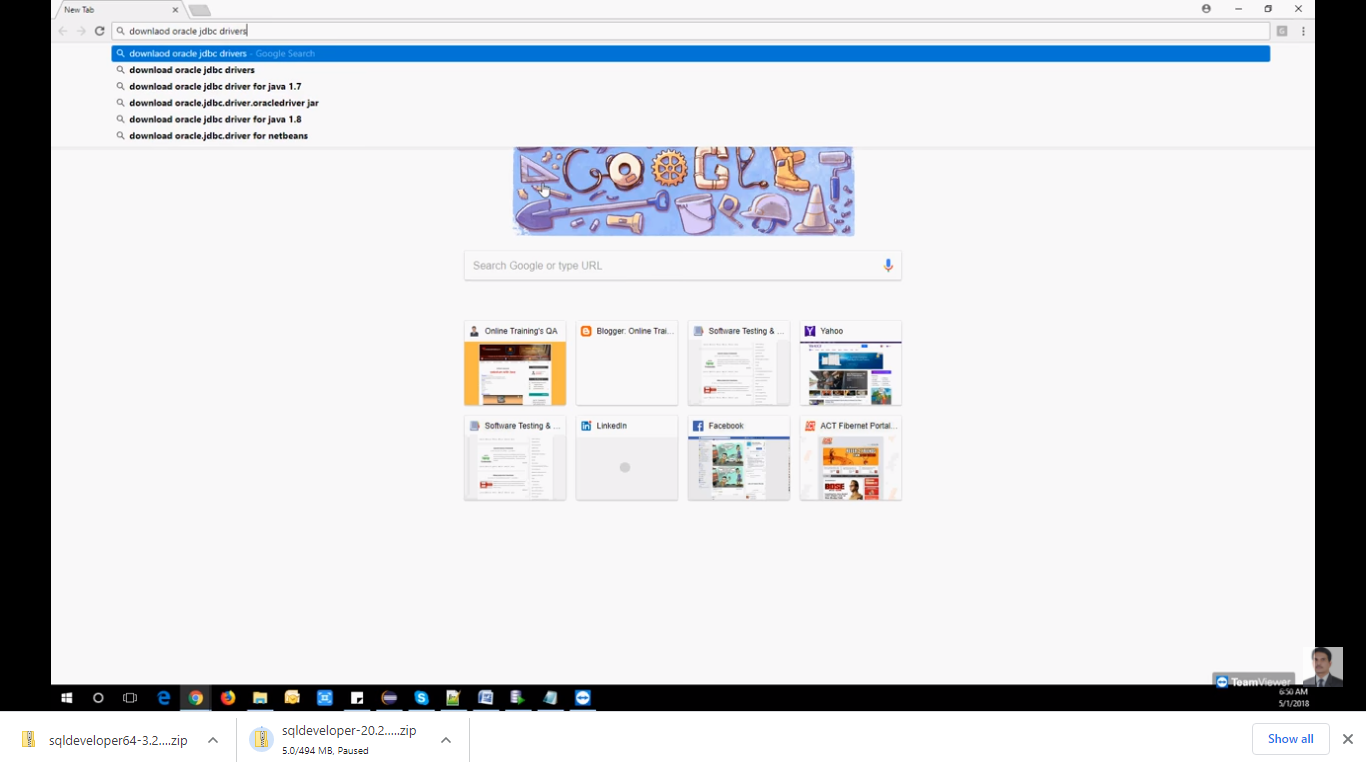 New Tab
downlaod oracle jdbc drivers
downlaod oracle jdbc drivers - Google Search
download oracle jdbc drivers
download oracle jdbc driver for java 1.7
download oracle.jdbc.driver.oracledriver jar
download oracle jdbc driver for java 1.8
download oracle.jdbc.driver for netbeans
GOOGLE
Search Google or type URL
Online Training's QA
Blogger: Online Trai...
Software Testing & ...
Yahoo
Software Testing & ...
LinkedIn
Facebook
ACT Fibernet Portal...
TeamViewer
6:50 AM
5/1/2018
sqldeveloper64-3.2....zip
sqldeveloper-20.2.....zip
5.0/494 MB, Paused
Show all